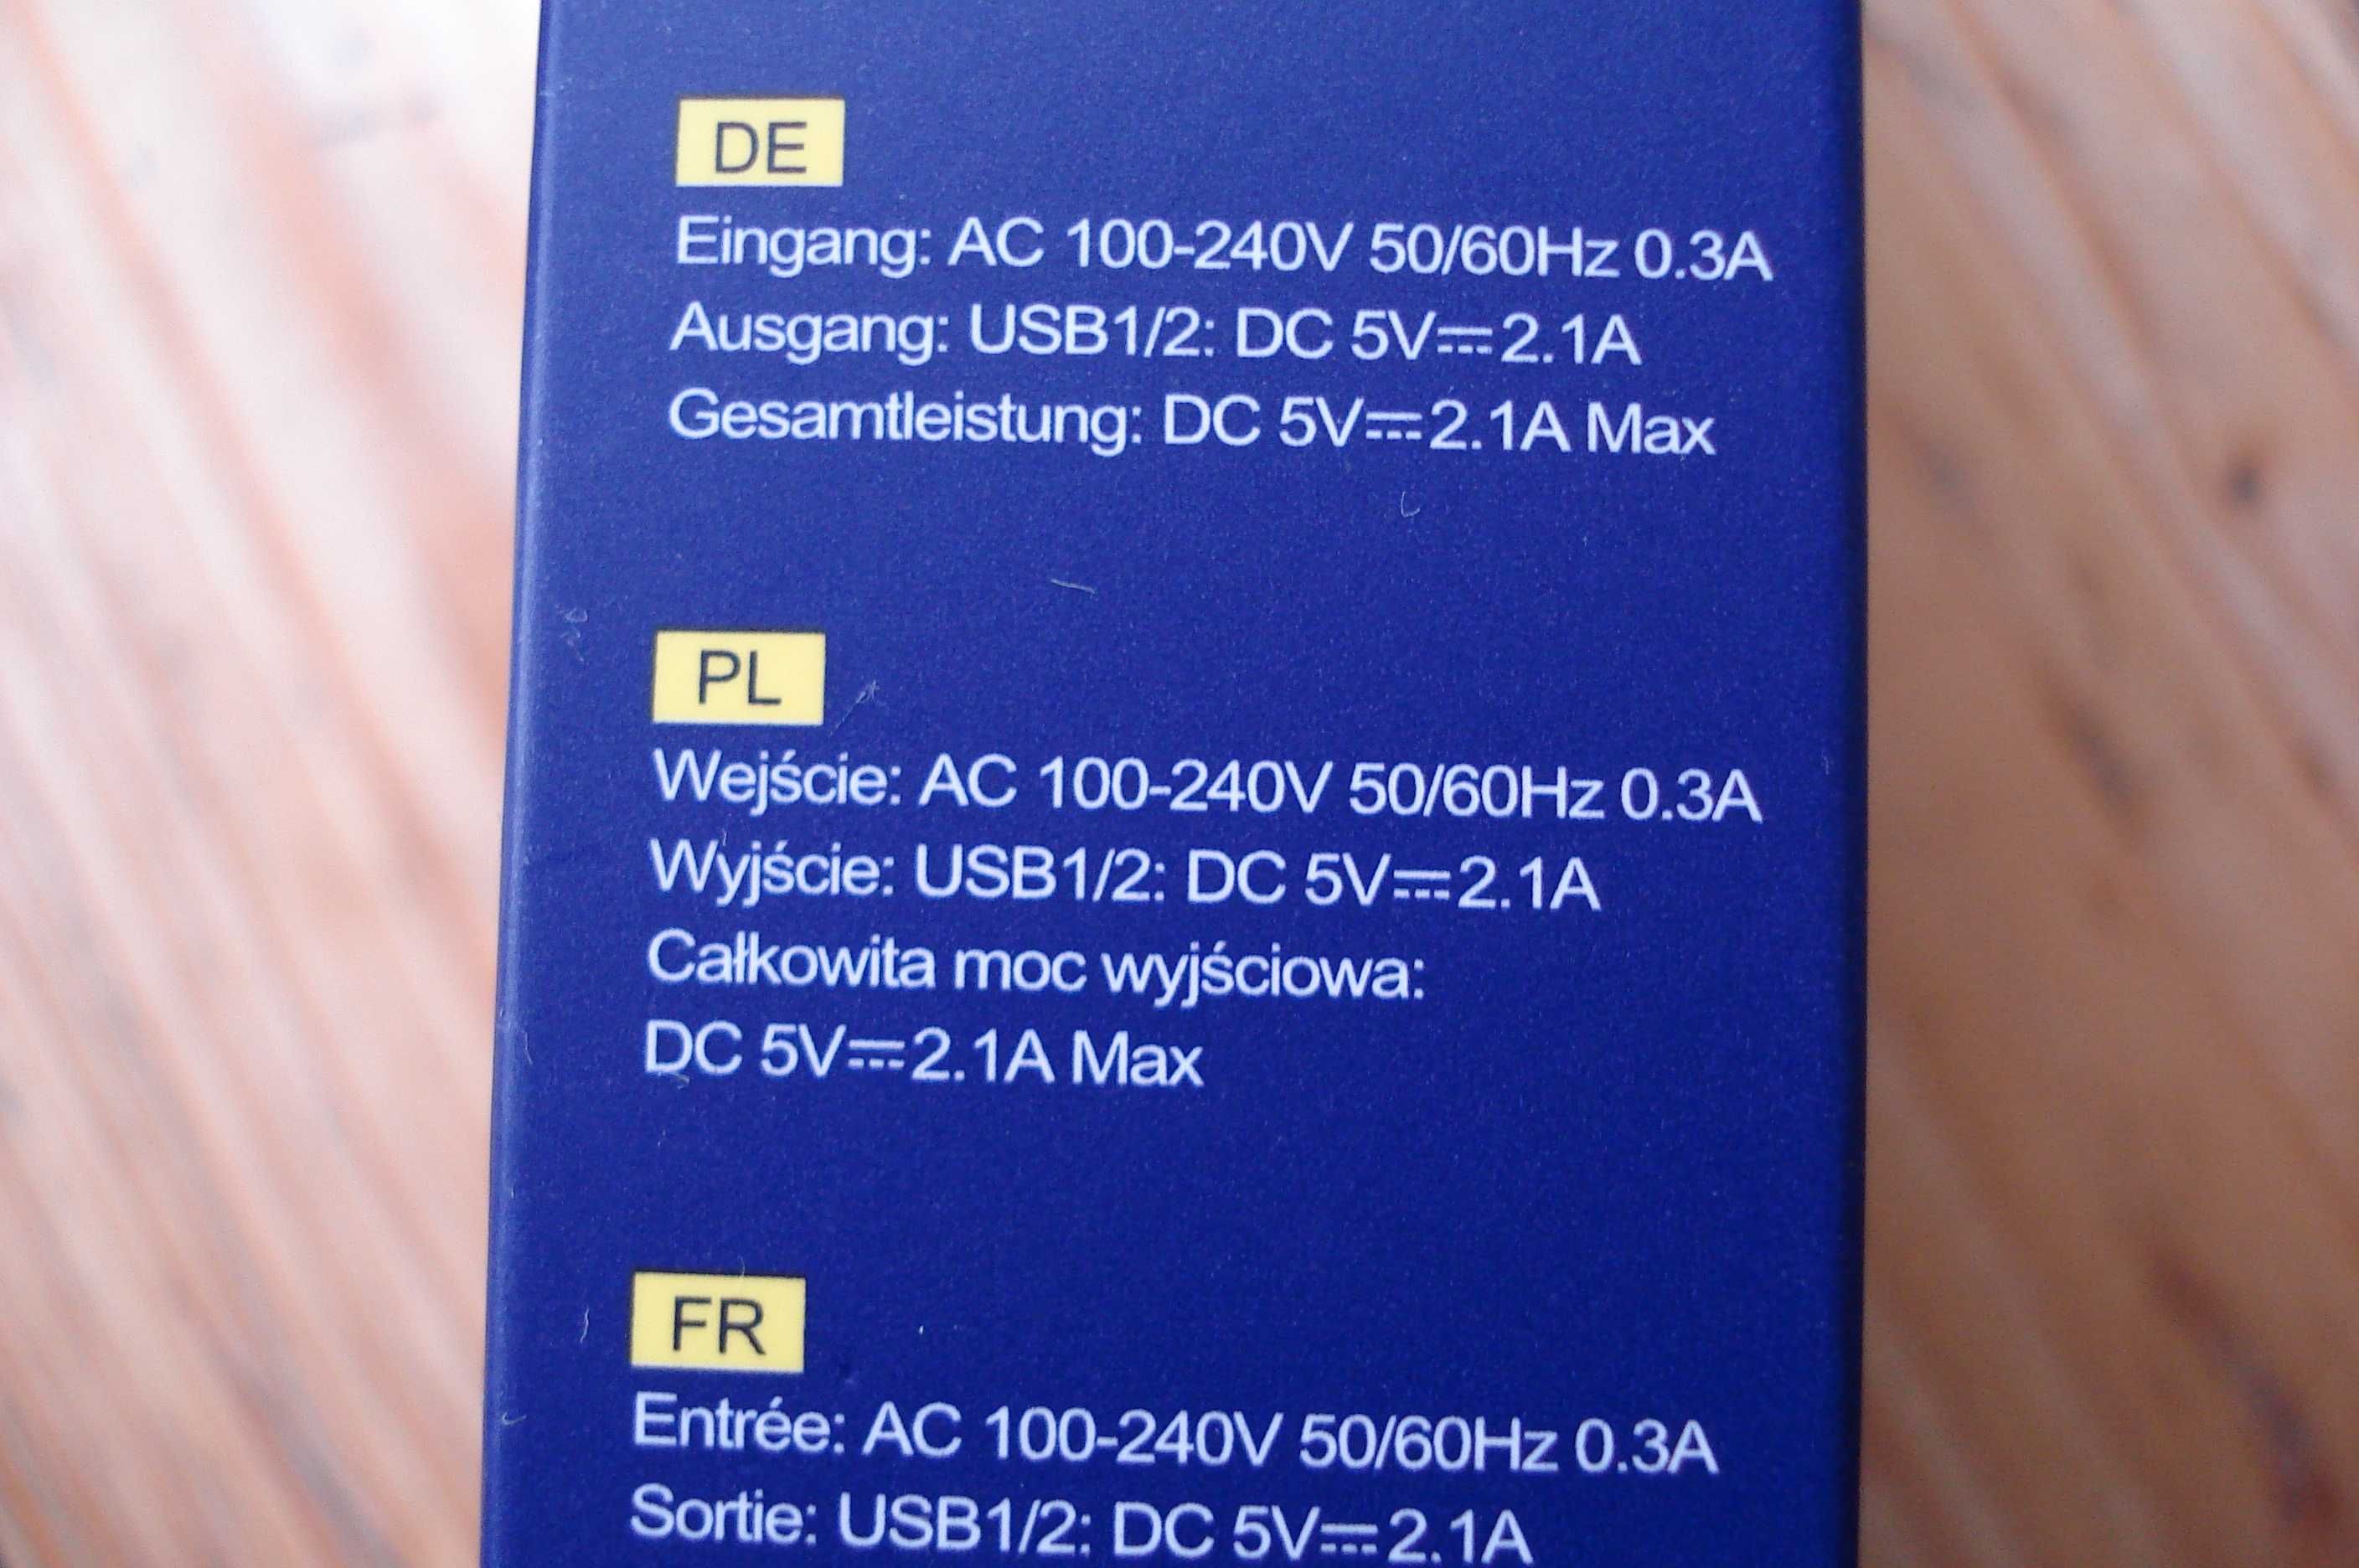 DE
Eingang: AC 100-240V 50/60Hz 0.3A
Ausgang: USB1/2: DC 5V⎓2.1A
Gesamtleistung: DC 5V⎓2.1A Max
PL
Wejście: AC 100-240V 50/60Hz 0.3A
Wyjście: USB1/2: DC 5V⎓2.1A
Całkowita moc wyjściowa:
DC 5V⎓2.1A Max
FR
Entrée: AC 100-240V 50/60Hz 0.3A
Sortie: USB1/2: DC 5V⎓2.1A